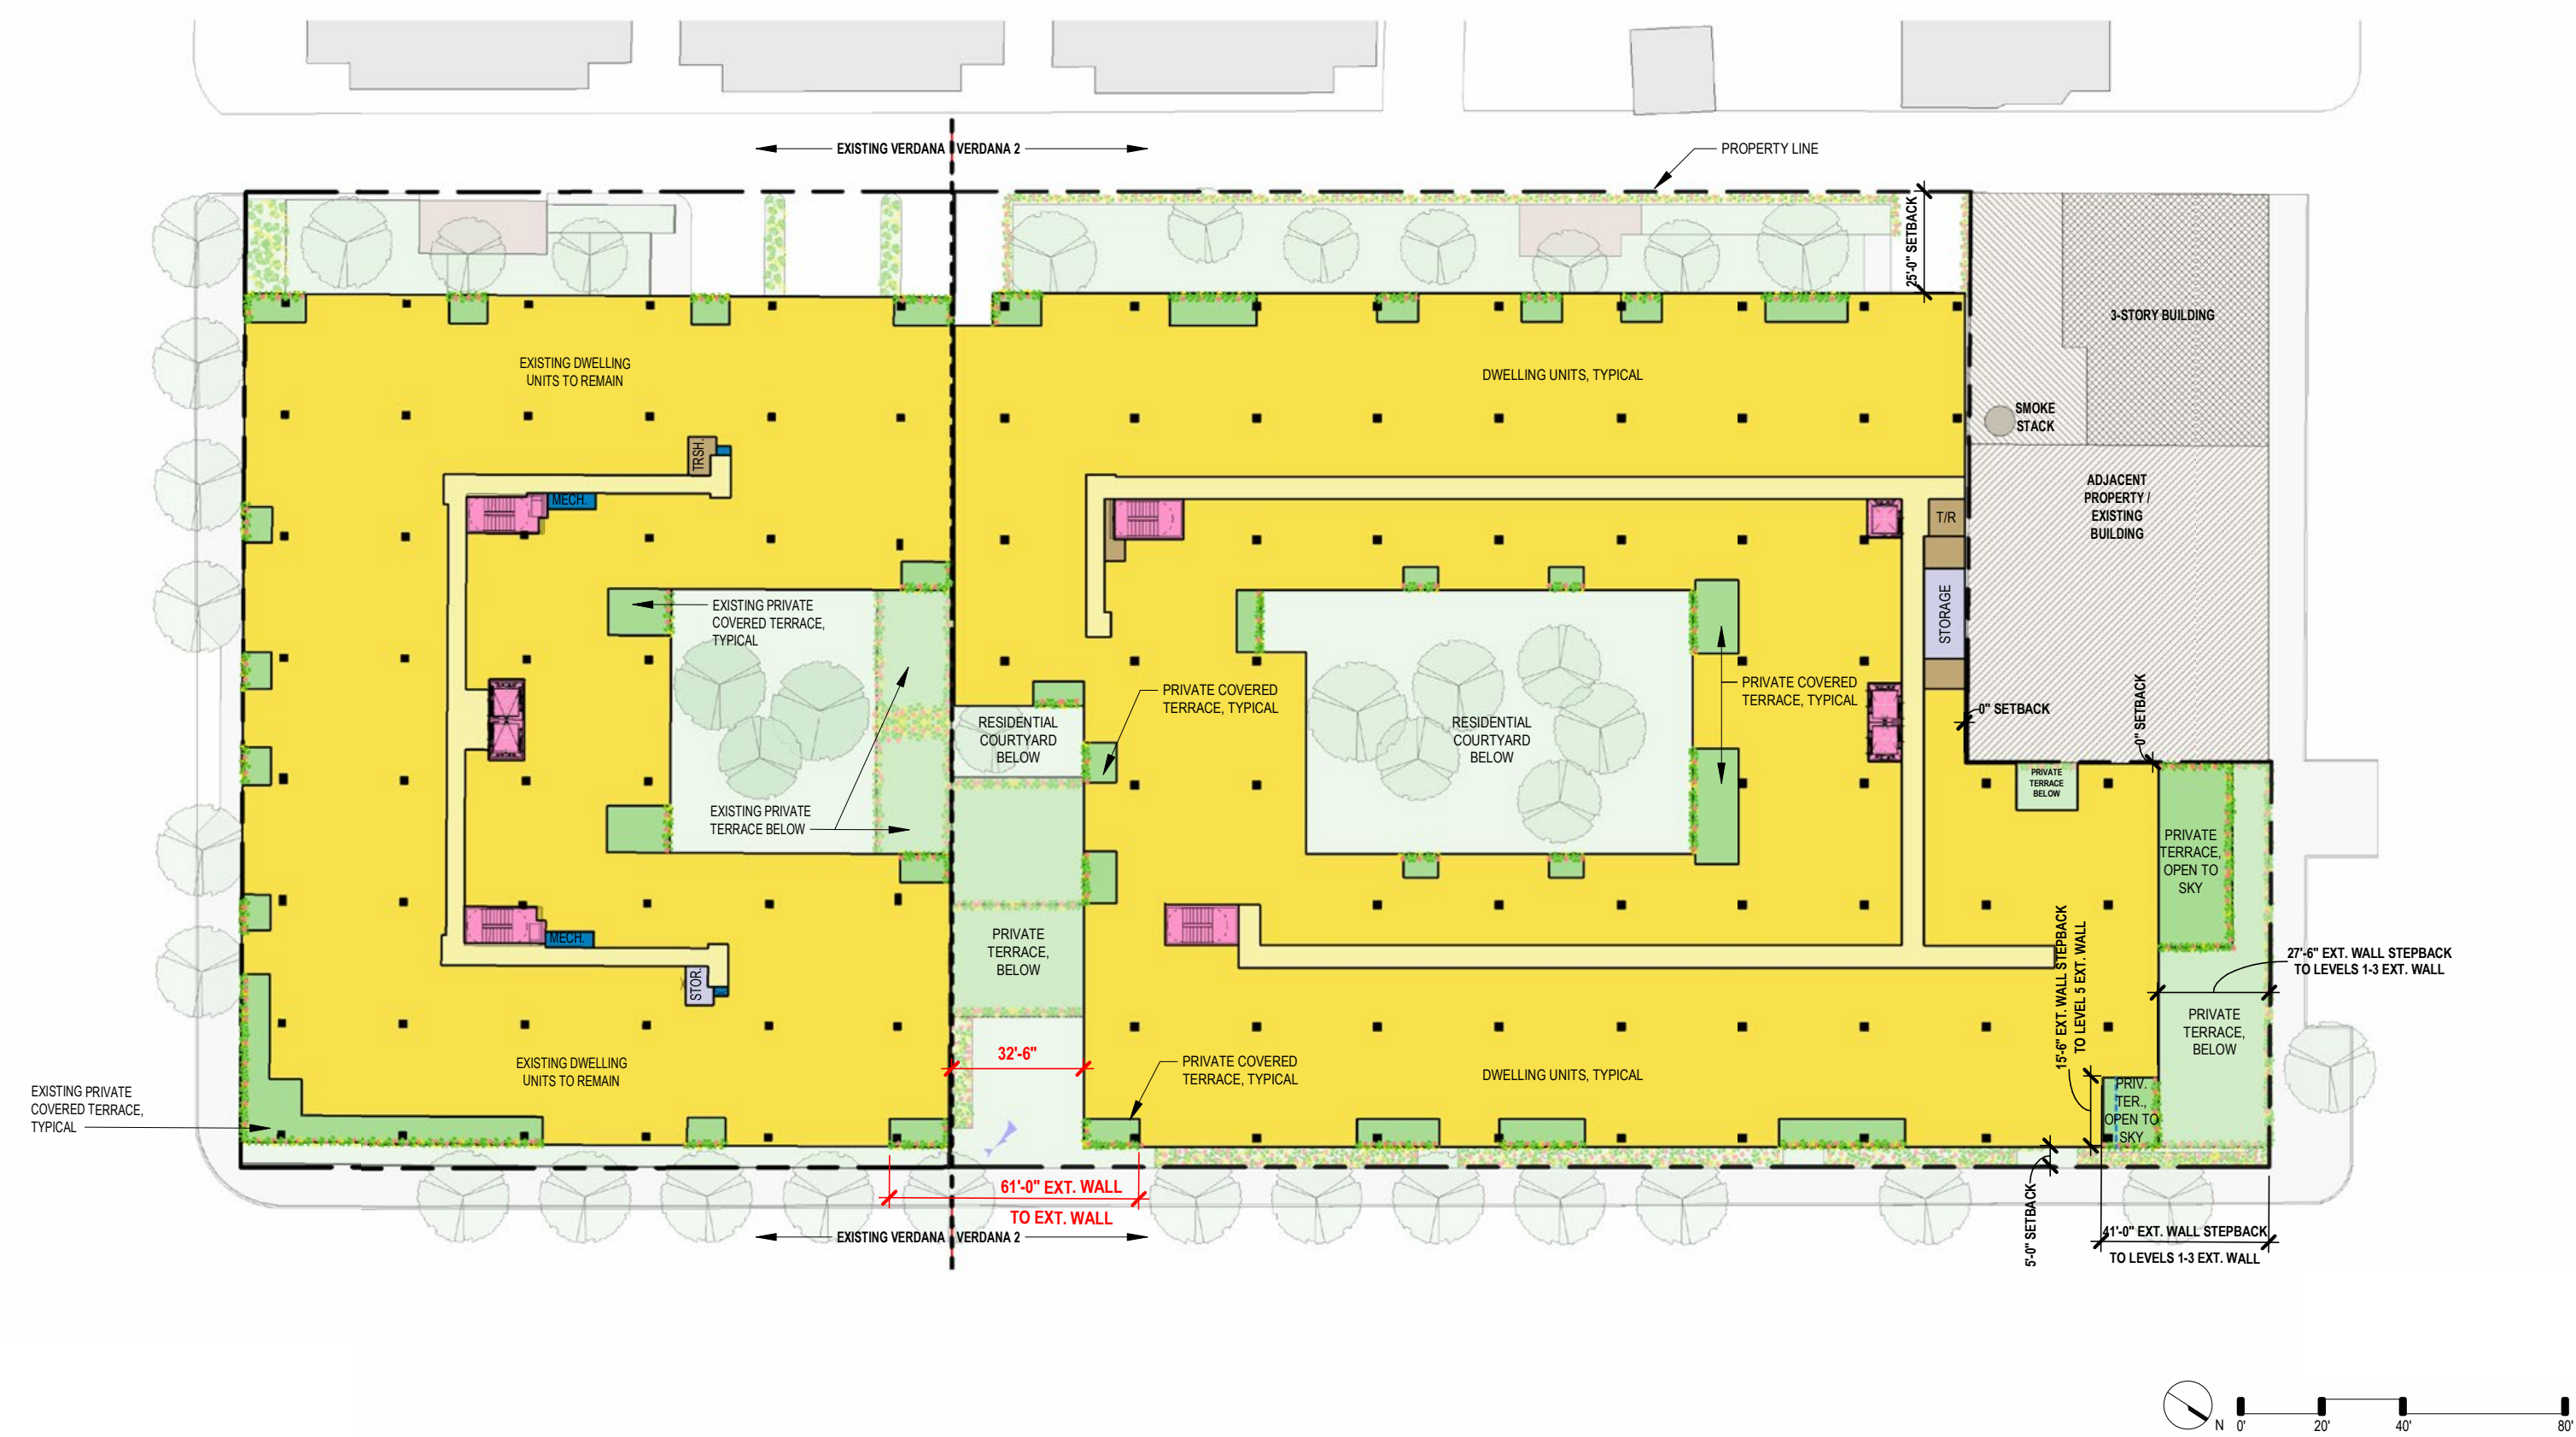 EXISTING VERDANA
VERDANA 2
PROPERTY LINE
25'-0" SETBACK
3-STORY BUILDING
EXISTING DWELLING
UNITS TO REMAIN
DWELLING UNITS, TYPICAL
SMOKE
STACK
TRSH.
MECH.
ADJACENT
PROPERTY /
EXISTING
BUILDING
T/R
STORAGE
EXISTING PRIVATE
COVERED TERRACE,
TYPICAL
PRIVATE COVERED
TERRACE, TYPICAL
PRIVATE COVERED
TERRACE, TYPICAL
0" SETBACK
0" SETBACK
RESIDENTIAL
COURTYARD
BELOW
RESIDENTIAL
COURTYARD
BELOW
PRIVATE
TERRACE
BELOW
EXISTING PRIVATE
TERRACE BELOW
PRIVATE
TERRACE,
OPEN TO
SKY
MECH.
STOR.
PRIVATE
TERRACE,
BELOW
15'-6" EXT. WALL STEPBACK
TO LEVEL 5 EXT. WALL
27'-6" EXT. WALL STEPBACK
TO LEVELS 1-3 EXT. WALL
PRIVATE
TERRACE,
BELOW
32'-6"
EXISTING DWELLING
UNITS TO REMAIN
PRIVATE COVERED
TERRACE, TYPICAL
DWELLING UNITS, TYPICAL
PRIV.
TER.,
OPEN TO
SKY
EXISTING PRIVATE
COVERED TERRACE,
TYPICAL
61'-0" EXT. WALL
TO EXT. WALL
5'-0" SETBACK
EXISTING VERDANA
VERDANA 2
41'-0" EXT. WALL STEPBACK
TO LEVELS 1-3 EXT. WALL
N
0'
20'
40'
80'